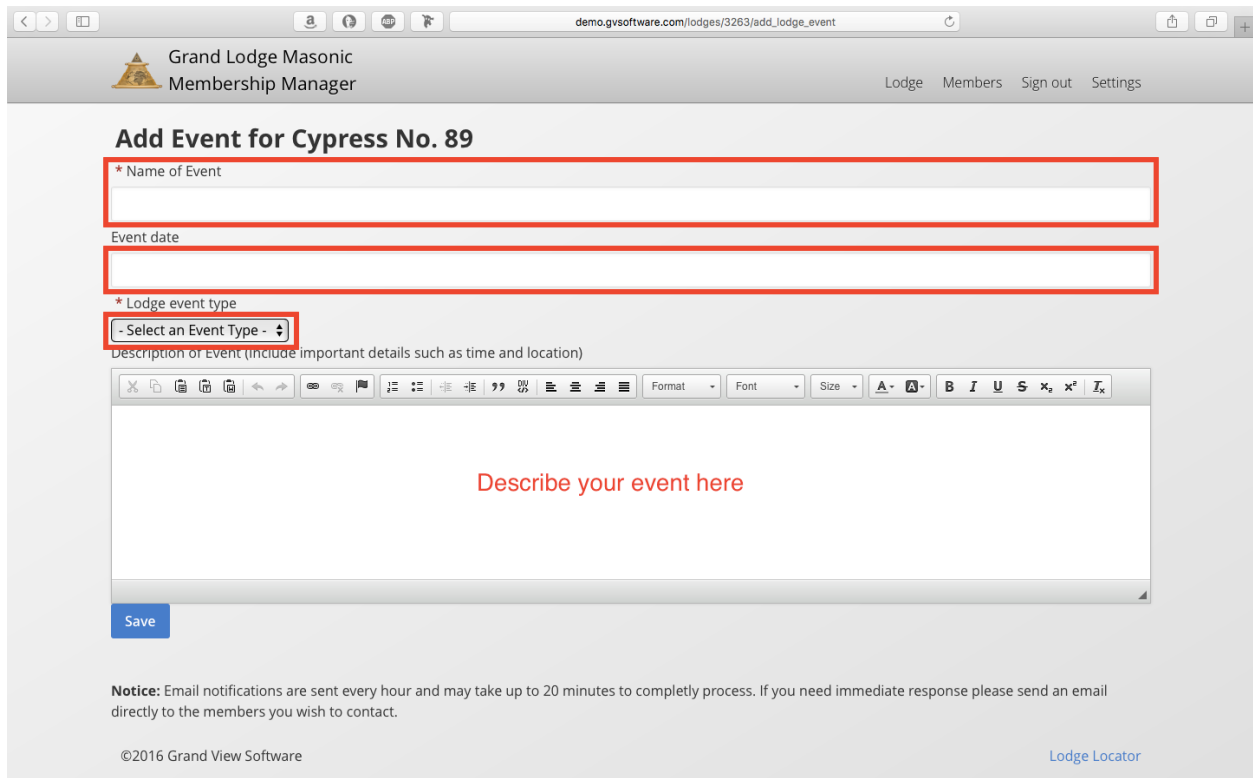 demo.gvsoftware.com/lodges/3263/add_lodge_event
Grand Lodge Masonic
Membership Manager
Lodge Members Sign out Settings
Add Event for Cypress No. 89
* Name of Event
Event date
* Lodge event type
- Select an Event Type -
Description of Event (include important details such as time and location)
Format Font Size A A B I U S x₂ x² Tx
Describe your event here
Save
Notice: Email notifications are sent every hour and may take up to 20 minutes to completly process. If you need immediate response please send an email
directly to the members you wish to contact.
©2016 Grand View Software Lodge Locator